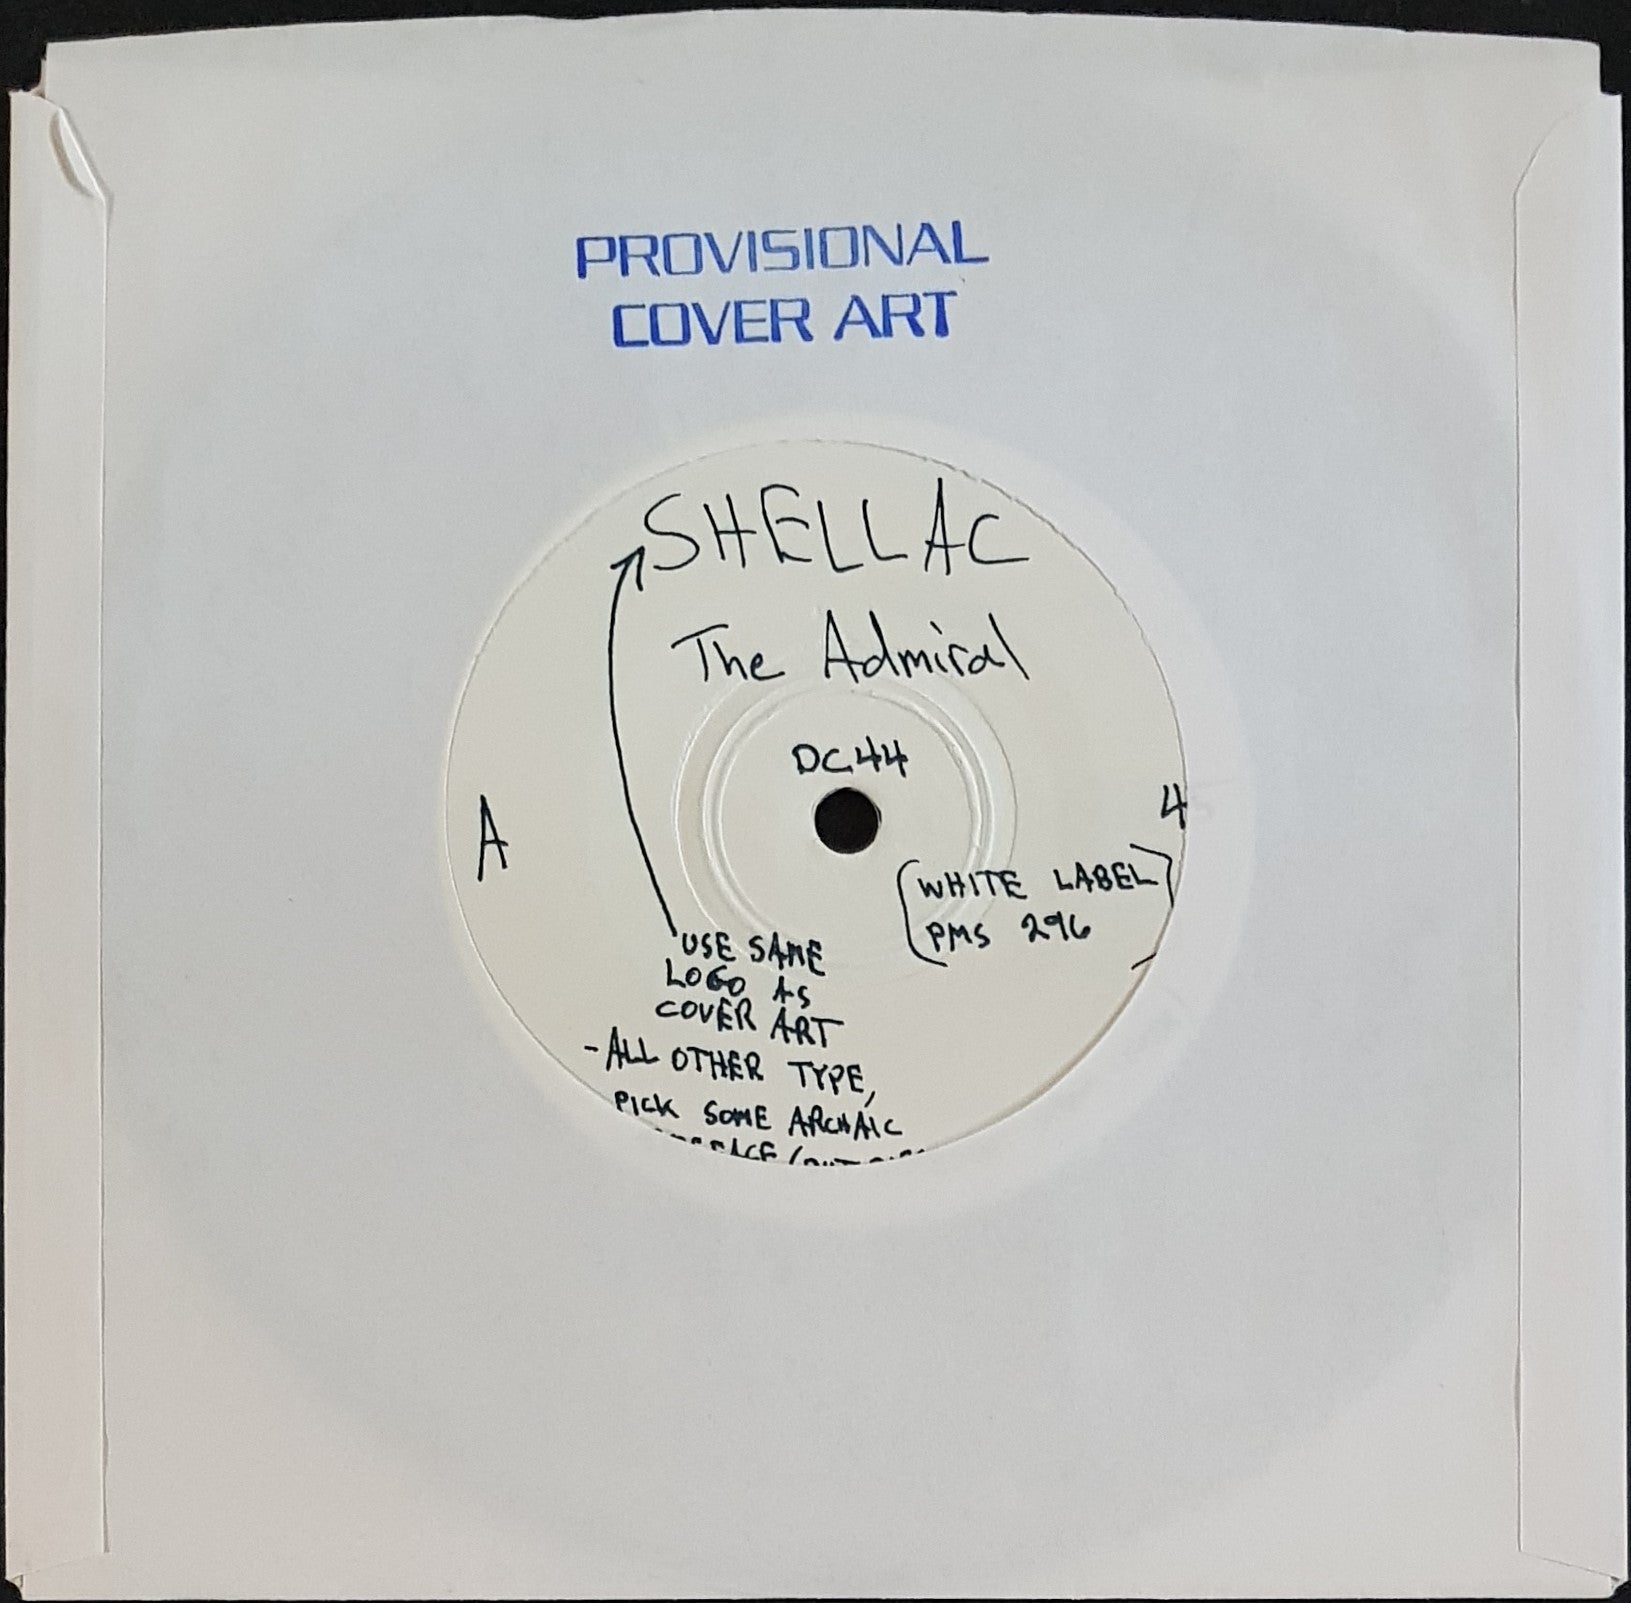 PROVISIONAL
COVER ART
SHELLAC
The Admiral
DC44
A
4
(WHITE LABEL)
PMS 296
USE SAME
LOGO AS
COVER ART
-ALL OTHER TYPE,
PICK SOME ARCHAIC